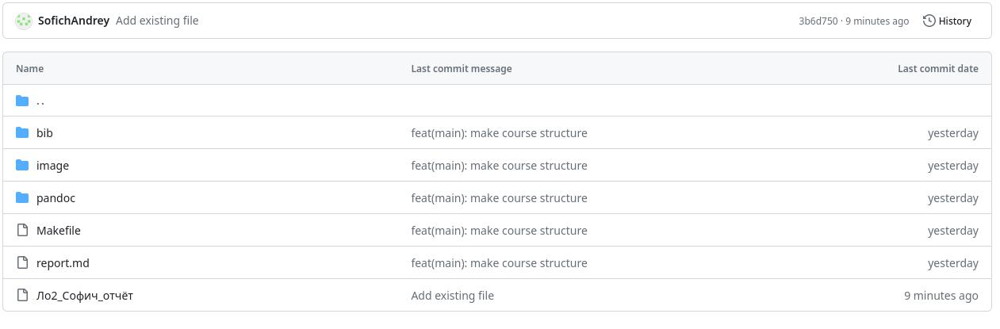 SofichAndrey Add existing file 3b6d750 · 9 minutes ago History
Name Last commit message Last commit date
..
bib feat(main): make course structure yesterday
image feat(main): make course structure yesterday
pandoc feat(main): make course structure yesterday
Makefile feat(main): make course structure yesterday
report.md feat(main): make course structure yesterday
Ло2_Софич_отчёт Add existing file 9 minutes ago